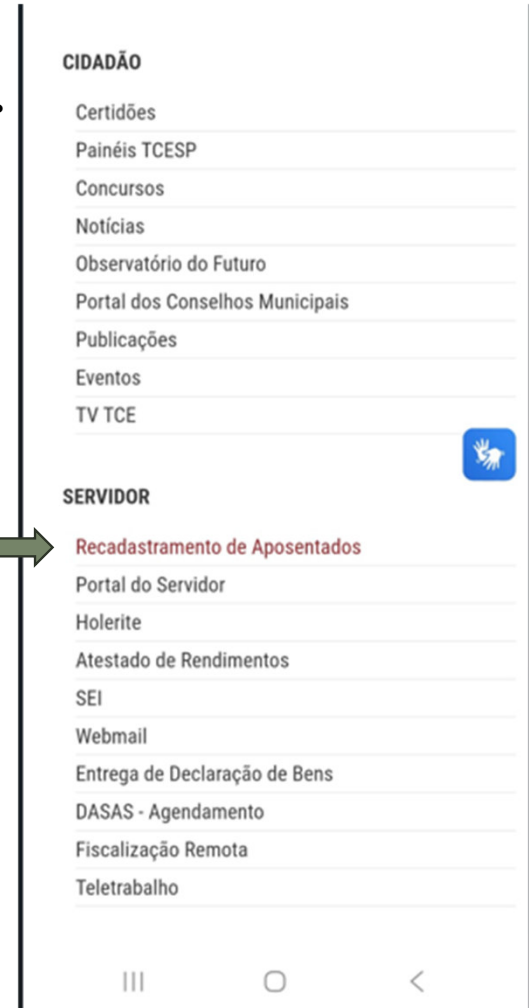 CIDADÃO
Certidões
Painéis TCESP
Concursos
Notícias
Observatório do Futuro
Portal dos Conselhos Municipais
Publicações
Eventos
TV TCE
SERVIDOR
Recadastramento de Aposentados
Portal do Servidor
Holerite
Atestado de Rendimentos
SEI
Webmail
Entrega de Declaração de Bens
DASAS - Agendamento
Fiscalização Remota
Teletrabalho